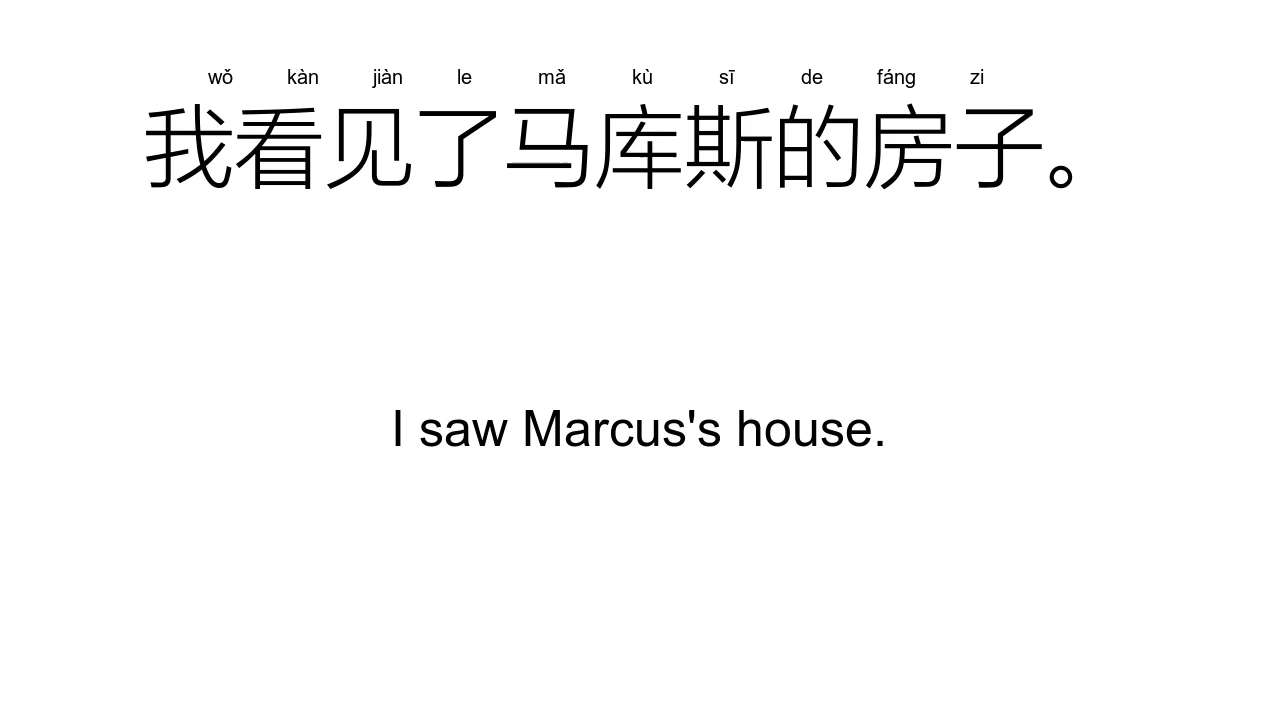 wǒ kàn jiàn le mǎ kù sī de fáng zi
我看见了马库斯的房子。
I saw Marcus's house.